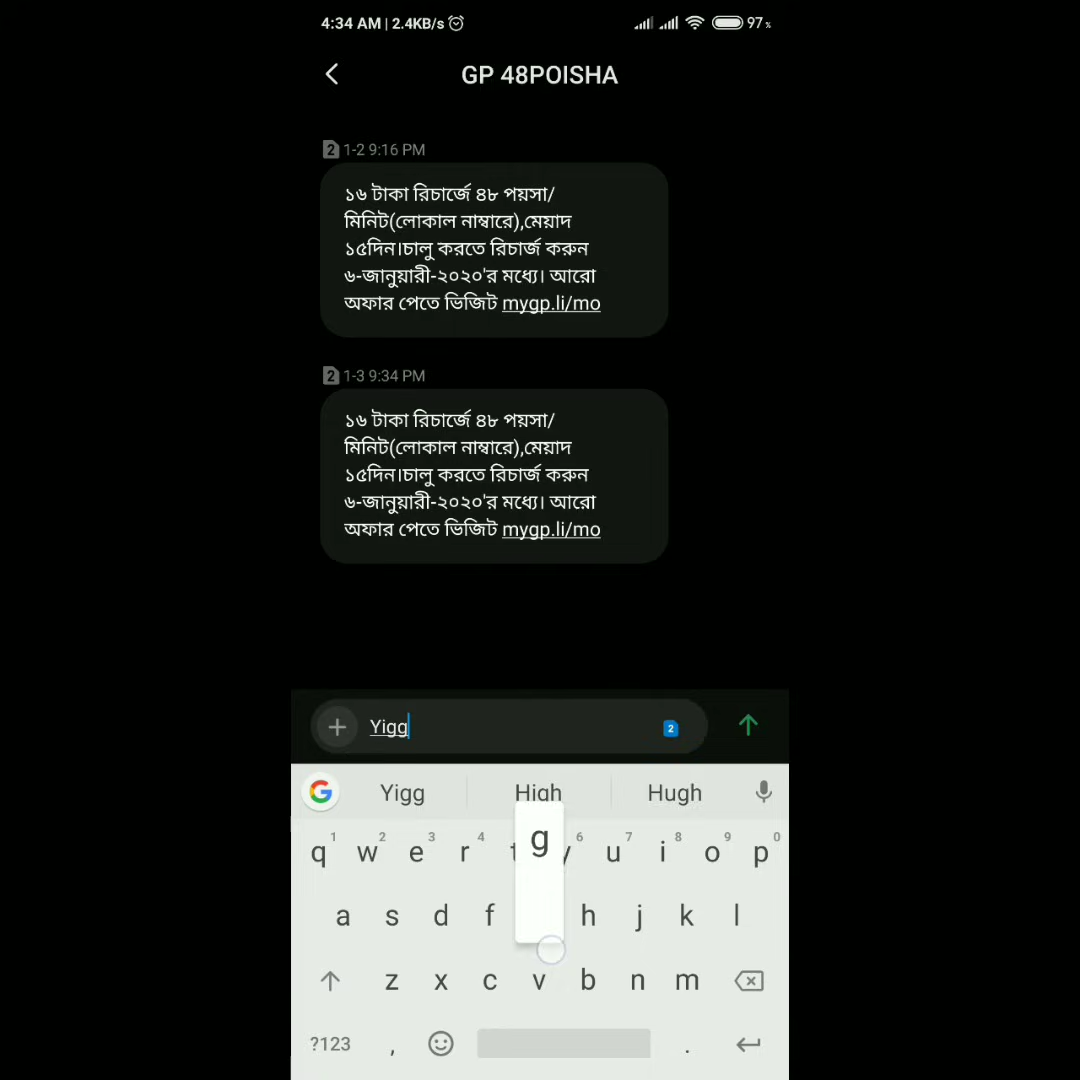 4:34 AM | 2.4KB/s 97%
GP 48POISHA
2 1-2 9:16 PM
১৬ টাকা রিচার্জে ৪৮ পয়সা/
মিনিট(লোকাল নাম্বারে),মেয়াদ
১৫দিন।চালু করতে রিচার্জ করুন
৬-জানুয়ারী-২০২০'র মধ্যে। আরো
অফার পেতে ভিজিট mygp.li/mo
2 1-3 9:34 PM
১৬ টাকা রিচার্জে ৪৮ পয়সা/
মিনিট(লোকাল নাম্বারে),মেয়াদ
১৫দিন।চালু করতে রিচার্জ করুন
৬-জানুয়ারী-২০২০'র মধ্যে। আরো
অফার পেতে ভিজিট mygp.li/mo
Yigg 2
G Yigg High Hugh
1 2 3 4 6 7 8 9 0
q w e r t g y u i o p
a s d f h j k l
z x c v b n m
?123 , .